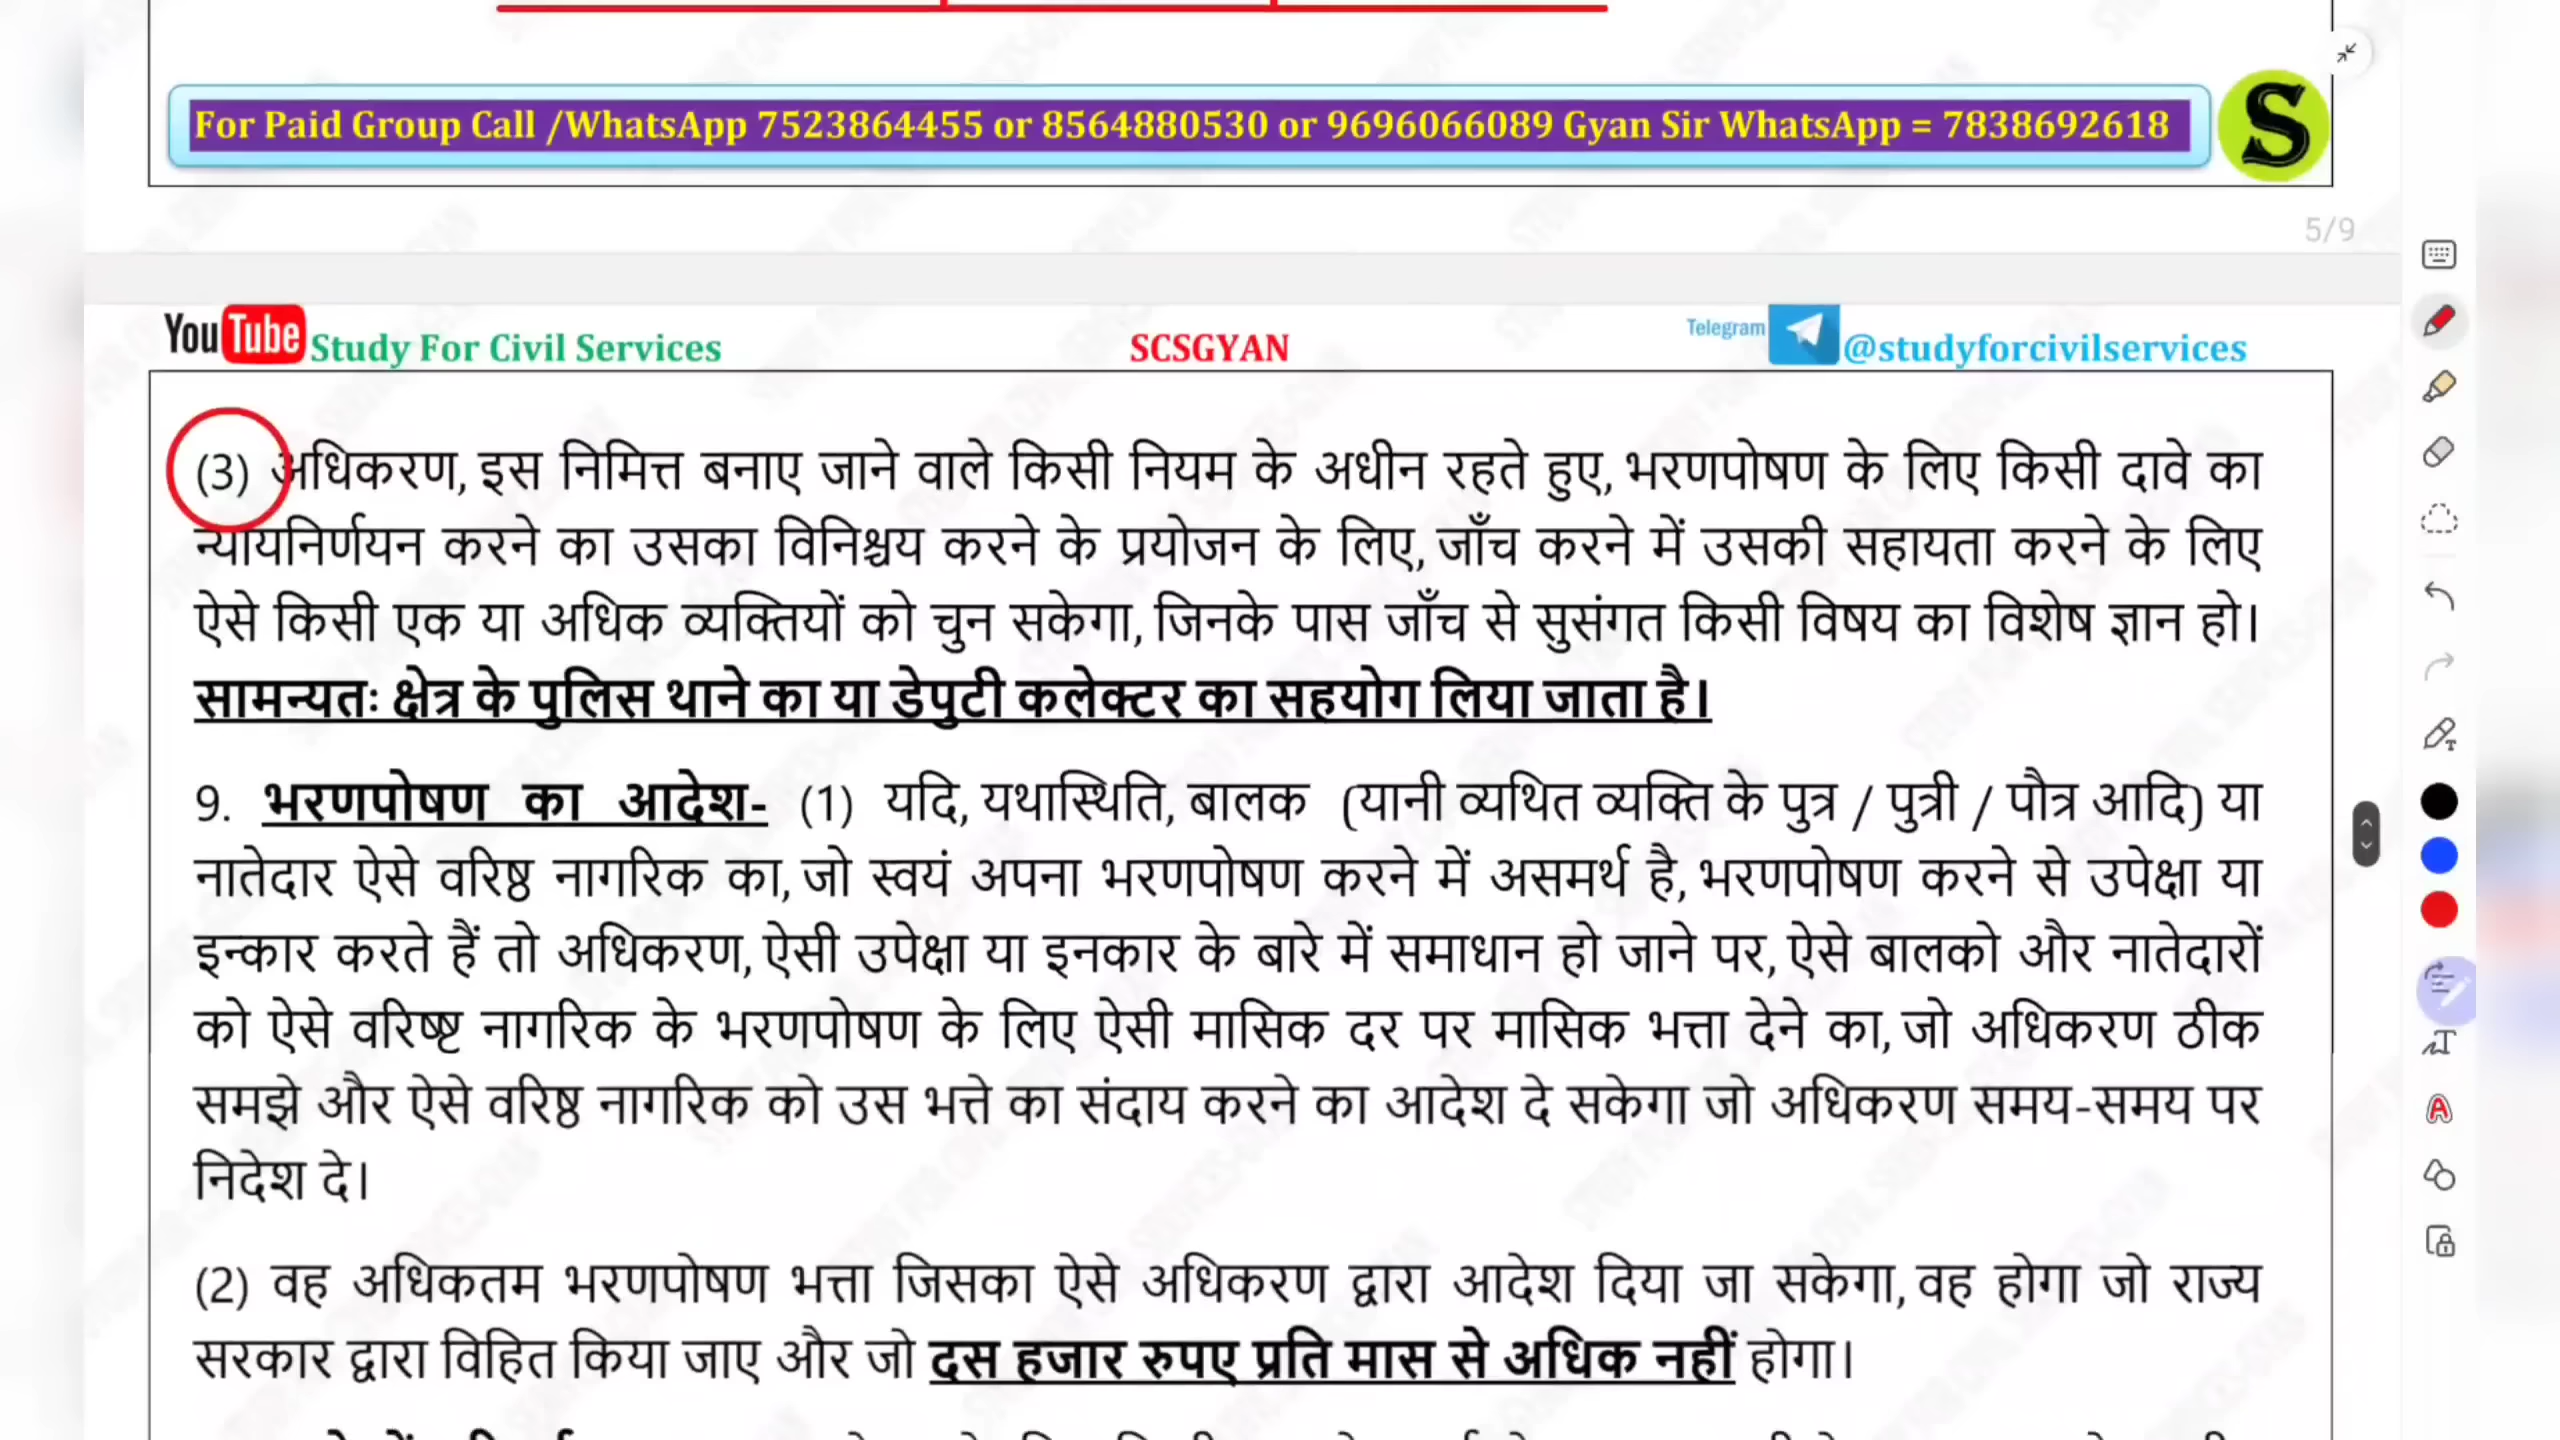 For Paid Group Call /WhatsApp 7523864455 or 8564880530 or 9696066089 Gyan Sir WhatsApp = 7838692618
S
5/9
YouTube Study For Civil Services SCSGYAN Telegram @studyforcivilservices
(3) अधिकरण, इस निमित्त बनाए जाने वाले किसी नियम के अधीन रहते हुए, भरणपोषण के लिए किसी दावे का
न्यायनिर्णयन करने का उसका विनिश्चय करने के प्रयोजन के लिए, जाँच करने में उसकी सहायता करने के लिए
ऐसे किसी एक या अधिक व्यक्तियों को चुन सकेगा, जिनके पास जाँच से सुसंगत किसी विषय का विशेष ज्ञान हो।
सामन्यतः क्षेत्र के पुलिस थाने का या डेपुटी कलेक्टर का सहयोग लिया जाता है।
9. भरणपोषण का आदेश- (1) यदि, यथास्थिति, बालक (यानी व्यथित व्यक्ति के पुत्र / पुत्री / पौत्र आदि) या
नातेदार ऐसे वरिष्ठ नागरिक का, जो स्वयं अपना भरणपोषण करने में असमर्थ है, भरणपोषण करने से उपेक्षा या
इन्कार करते हैं तो अधिकरण, ऐसी उपेक्षा या इनकार के बारे में समाधान हो जाने पर, ऐसे बालको और नातेदारों
को ऐसे वरिष्ष्ट नागरिक के भरणपोषण के लिए ऐसी मासिक दर पर मासिक भत्ता देने का, जो अधिकरण ठीक
समझे और ऐसे वरिष्ठ नागरिक को उस भत्ते का संदाय करने का आदेश दे सकेगा जो अधिकरण समय-समय पर
निदेश दे।
(2) वह अधिकतम भरणपोषण भत्ता जिसका ऐसे अधिकरण द्वारा आदेश दिया जा सकेगा, वह होगा जो राज्य
सरकार द्वारा विहित किया जाए और जो दस हजार रुपए प्रति मास से अधिक नहीं होगा।